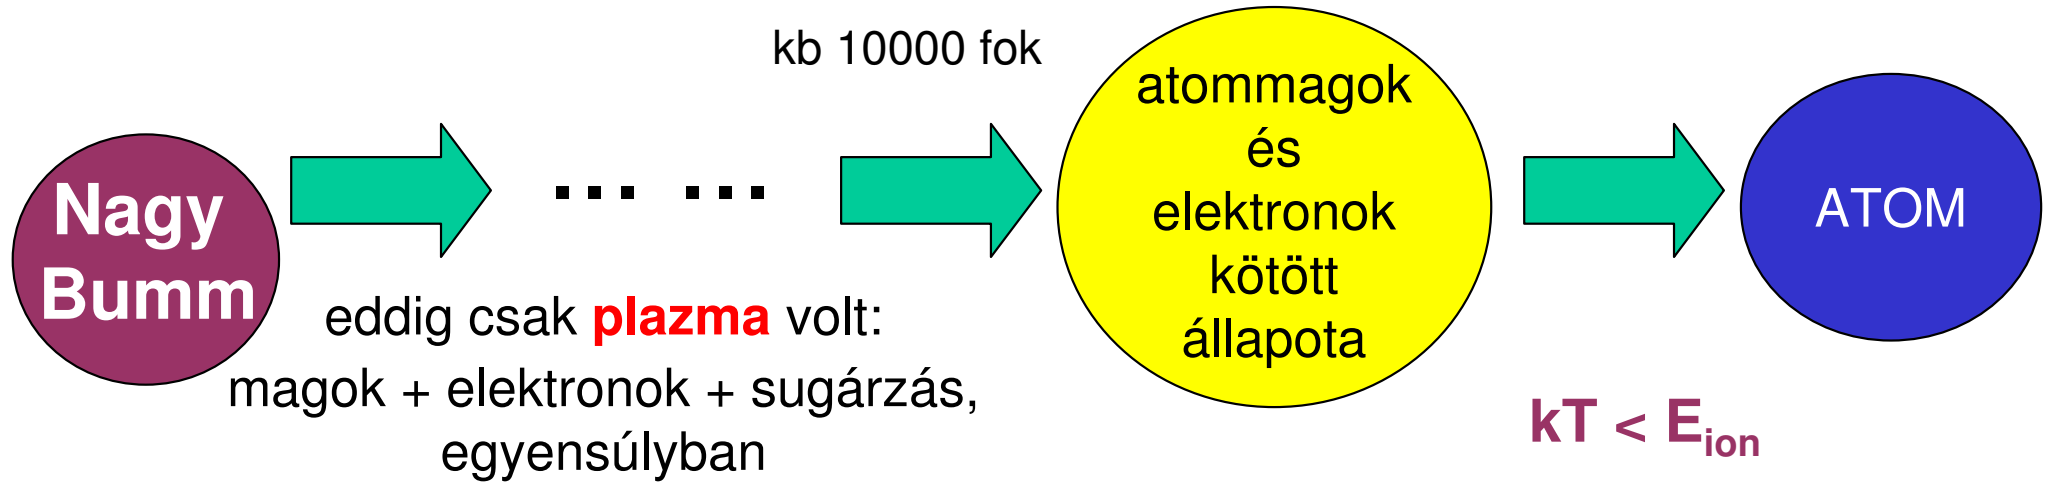 Nagy
Bumm
... ...
kb 10000 fok
eddig csak plazma volt:
magok + elektronok + sugárzás,
egyensúlyban
atommagok
és
elektronok
kötött
állapota
kT < E_ion
ATOM